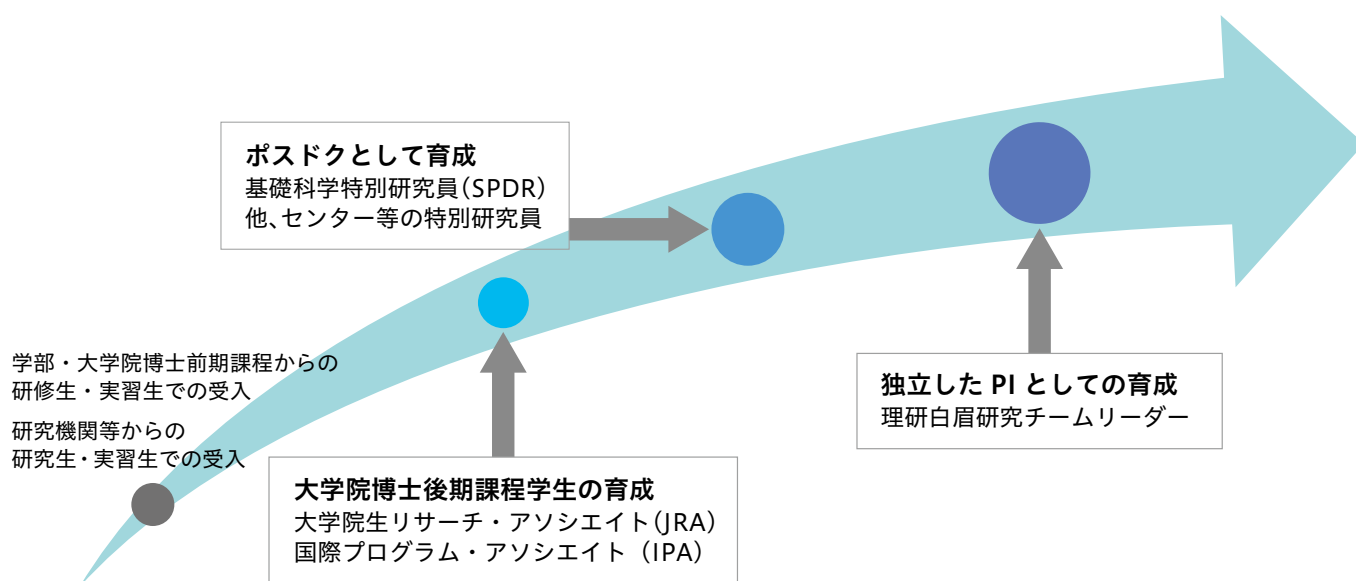 ポスドクとして育成
基礎科学特別研究員（SPDR）
他、センター等の特別研究員
学部・大学院博士前期課程からの
研修生・実習生での受入
研究機関等からの
研究生・実習生での受入
大学院博士後期課程学生の育成
大学院生リサーチ・アソシエイト（JRA）
国際プログラム・アソシエイト（IPA）
独立した PI としての育成
理研白眉研究チームリーダー